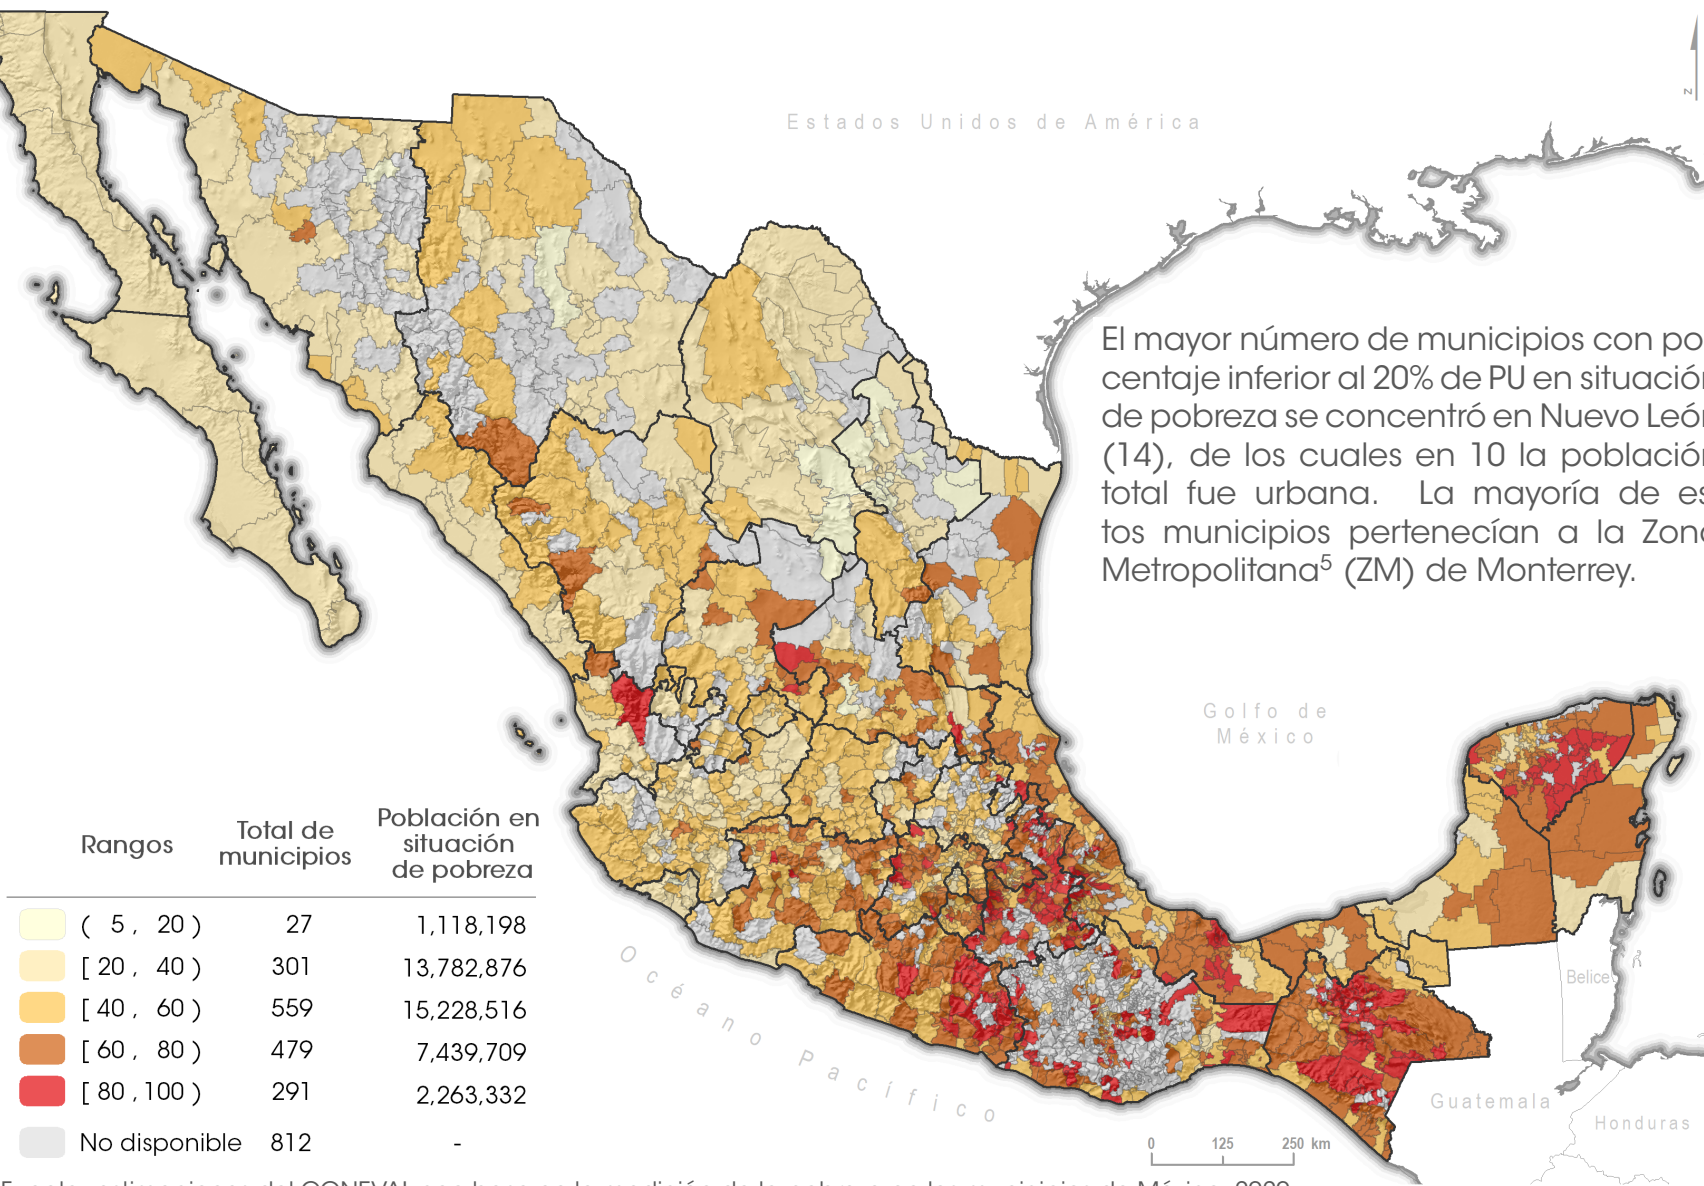 Estados Unidos de América
z
El mayor número de municipios con po
centaje inferior al 20% de PU en situación
de pobreza se concentró en Nuevo León
(14), de los cuales en 10 la población
total fue urbana. La mayoría de es
tos municipios pertenecían a la Zona
Metropolitana⁵ (ZM) de Monterrey.
Golfo de
México
Rangos
Total de
municipios
Población en
situación
de pobreza
( 5 , 20 ) 27 1,118,198
[ 20 , 40 ) 301 13,782,876
[ 40 , 60 ) 559 15,228,516
[ 60 , 80 ) 479 7,439,709
[ 80 , 100 ) 291 2,263,332
No disponible 812 -
Océano Pacífico
Belice
Guatemala
Honduras
0 125 250 km